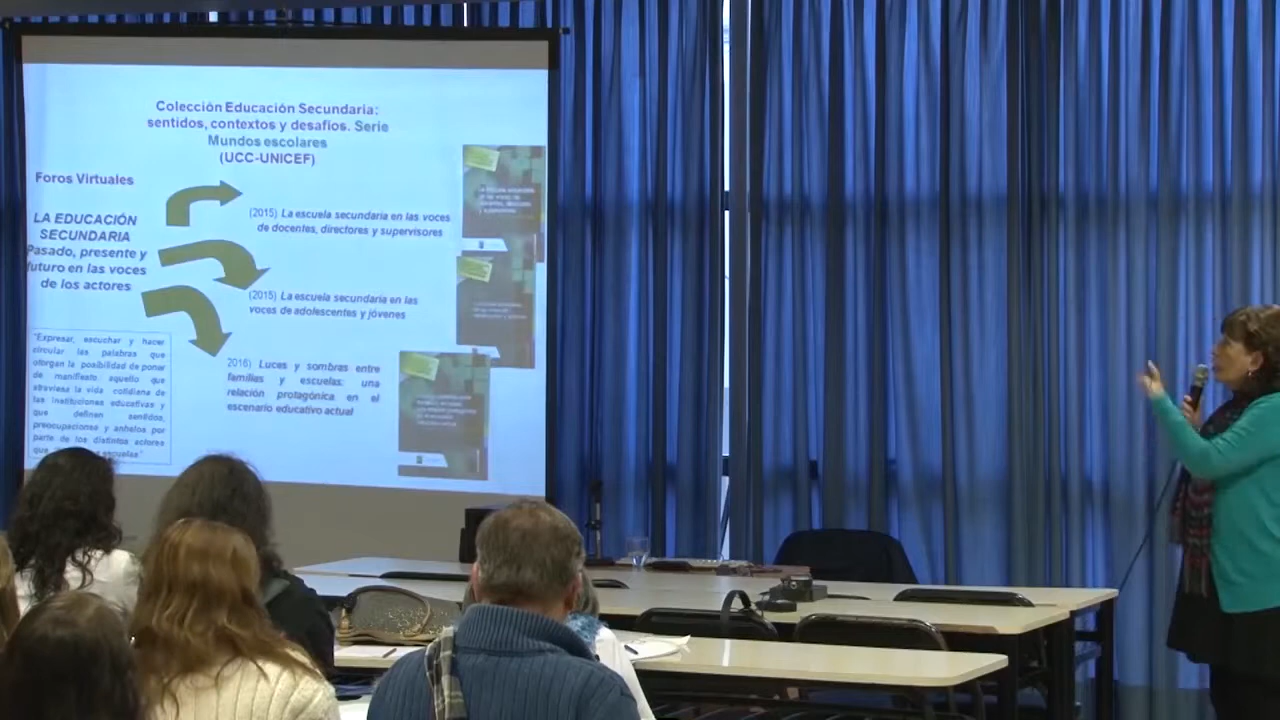 Colección Educación Secundaria:
sentidos, contextos y desafíos. Serie
Mundos escolares
(UCC-UNICEF)
Foros Virtuales
LA EDUCACIÓN
SECUNDARIA
Pasado, presente y
futuro en las voces
de los actores
(2015) La escuela secundaria en las voces
de docentes, directores y supervisores
(2015) La escuela secundaria en las
voces de adolescentes y jóvenes
2016) Luces y sombras entre
familias y escuelas: una
relación protagónica en el
escenario educativo actual
"Expresar, escuchar y hacer
circular las palabras que
otorgan la posibilidad de poner
de manifiesto aquello que
atraviesa la vida cotidiana de
las instituciones educativas y
que definen sentidos,
preocupaciones y anhelos por
parte de los distintos actores
que escuelas"